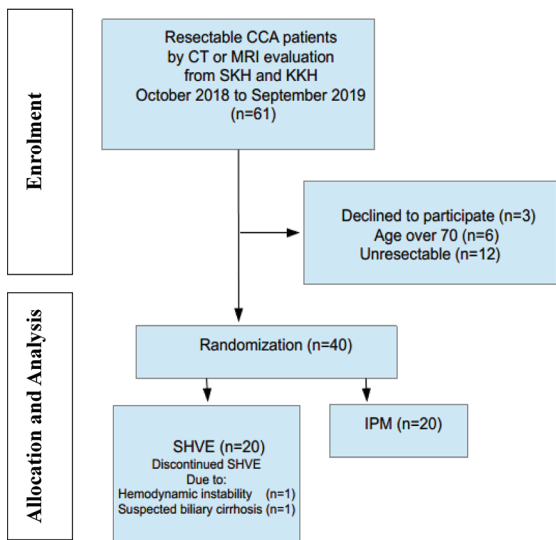 Enrolment
Resectable CCA patients
by CT or MRI evaluation
from SKH and KKH
October 2018 to September 2019
(n=61)
Declined to participate (n=3)
Age over 70 (n=6)
Unresectable (n=12)
Allocation and Analysis
Randomization (n=40)
SHVE (n=20)
Discontinued SHVE
Due to:
Hemodynamic instability (n=1)
Suspected biliary cirrhosis (n=1)
IPM (n=20)